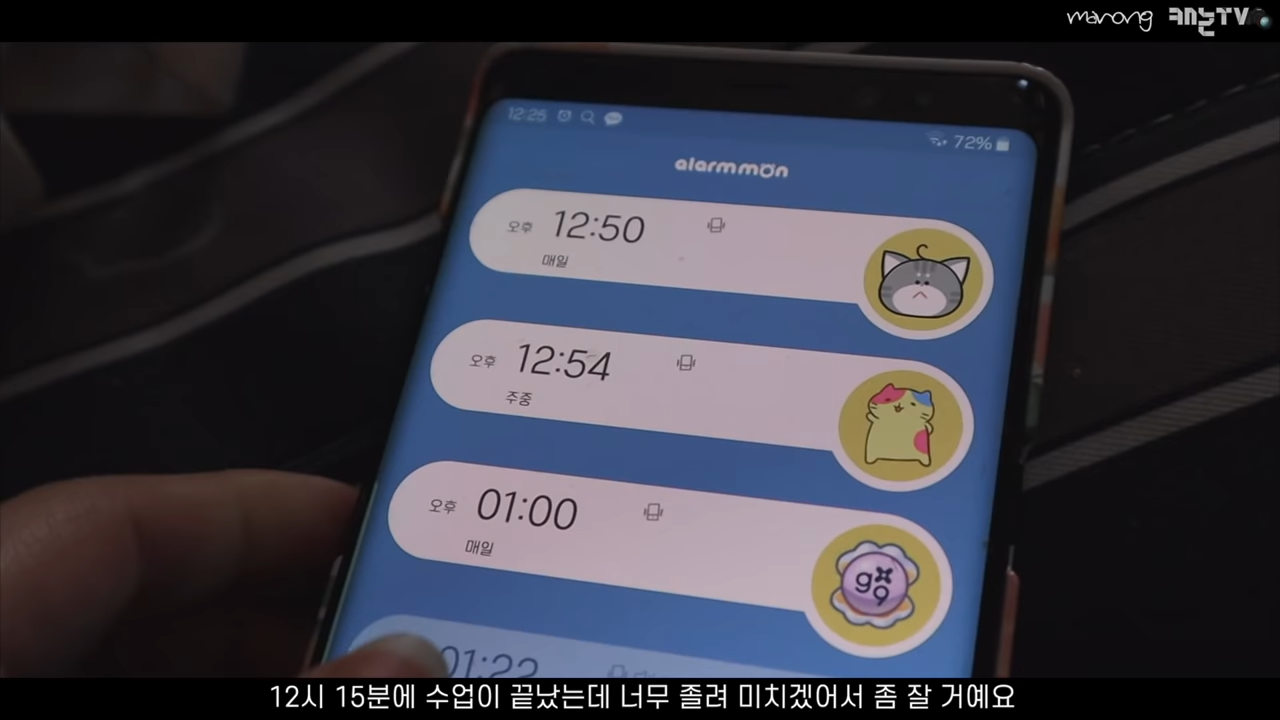 marong 캐논TV
12:25
72%
alarmmon
오후 12:50
매일
오후 12:54
주중
오후 01:00
매일
g9
01:22
12시 15분에 수업이 끝났는데 너무 졸려 미치겠어서 좀 잘 거예요